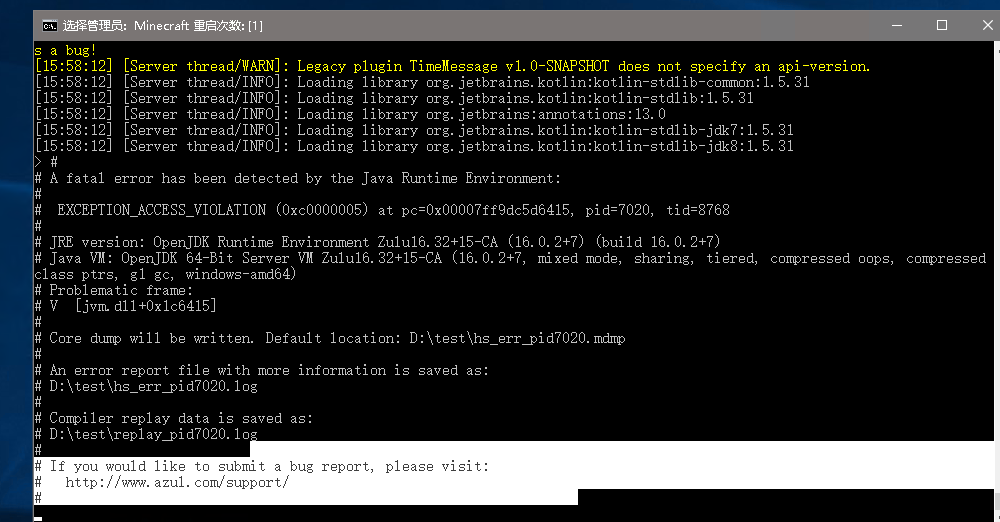 选择管理员: Minecraft 重启次数: [1]
s a bug!
[15:58:12] [Server thread/WARN]: Legacy plugin TimeMessage v1.0-SNAPSHOT does not specify an api-version.
[15:58:12] [Server thread/INFO]: Loading library org.jetbrains.kotlin:kotlin-stdlib-common:1.5.31
[15:58:12] [Server thread/INFO]: Loading library org.jetbrains.kotlin:kotlin-stdlib:1.5.31
[15:58:12] [Server thread/INFO]: Loading library org.jetbrains:annotations:13.0
[15:58:12] [Server thread/INFO]: Loading library org.jetbrains.kotlin:kotlin-stdlib-jdk7:1.5.31
[15:58:12] [Server thread/INFO]: Loading library org.jetbrains.kotlin:kotlin-stdlib-jdk8:1.5.31
> #
# A fatal error has been detected by the Java Runtime Environment:
#
#  EXCEPTION_ACCESS_VIOLATION (0xc0000005) at pc=0x00007ff9dc5d6415, pid=7020, tid=8768
#
# JRE version: OpenJDK Runtime Environment Zulu16.32+15-CA (16.0.2+7) (build 16.0.2+7)
# Java VM: OpenJDK 64-Bit Server VM Zulu16.32+15-CA (16.0.2+7, mixed mode, sharing, tiered, compressed oops, compressed
class ptrs, g1 gc, windows-amd64)
# Problematic frame:
# V  [jvm.dll+0x1c6415]
#
# Core dump will be written. Default location: D:\test\hs_err_pid7020.mdmp
#
# An error report file with more information is saved as:
# D:\test\hs_err_pid7020.log
#
# Compiler replay data is saved as:
# D:\test\replay_pid7020.log
#
# If you would like to submit a bug report, please visit:
#   http://www.azul.com/support/
#